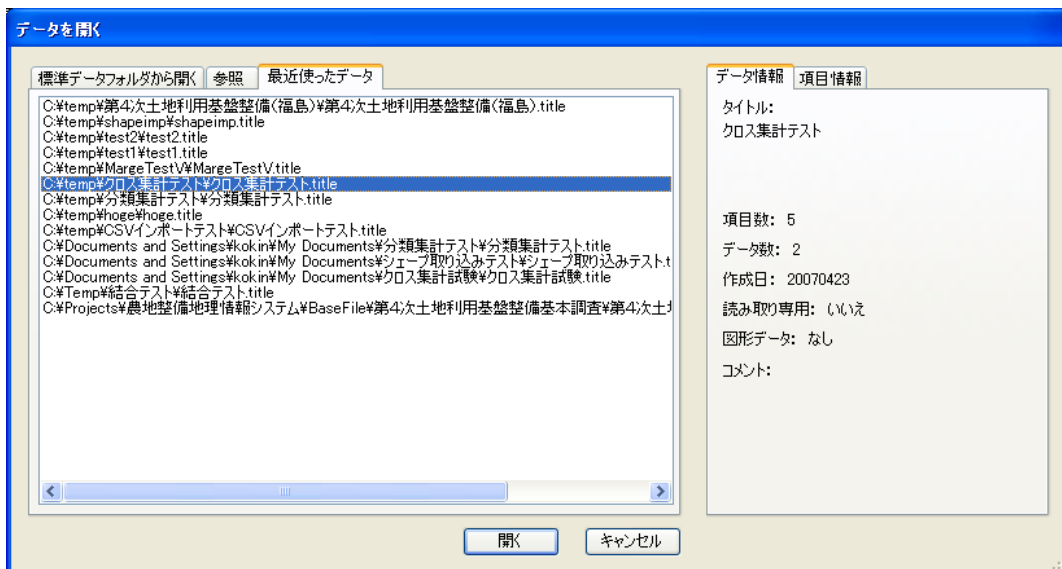 データを開く
標準データフォルダから開く 参照 最近使ったデータ
C:¥temp¥第4次土地利用基盤整備(福島)¥第4次土地利用基盤整備(福島).title
C:¥temp¥shapeimp¥shapeimp.title
C:¥temp¥test2¥test2.title
C:¥temp¥test1¥test1.title
C:¥temp¥MargeTestV¥MargeTestV.title
C:¥temp¥クロス集計テスト¥クロス集計テスト.title
C:¥temp¥分類集計テスト¥分類集計テスト.title
C:¥temp¥hoge¥hoge.title
C:¥temp¥CSVインポートテスト¥CSVインポートテスト.title
C:¥Documents and Settings¥kokin¥My Documents¥分類集計テスト¥分類集計テスト.title
C:¥Documents and Settings¥kokin¥My Documents¥シェープ取り込みテスト¥シェープ取り込みテスト.t
C:¥Documents and Settings¥kokin¥My Documents¥クロス集計試験¥クロス集計試験.title
C:¥Temp¥結合テスト¥結合テスト.title
C:¥Projects¥農地整備地理情報システム¥BaseFile¥第4次土地利用基盤整備基本調査¥第4次土地
データ情報 項目情報
タイトル:
クロス集計テスト
項目数: 5
データ数: 2
作成日: 20070423
読み取り専用: いいえ
図形データ: なし
コメント:
開く
キャンセル